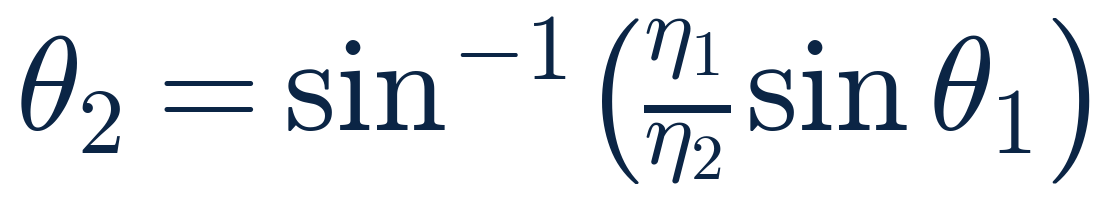 θ₂ = sin⁻¹ (η₁/η₂ sin θ₁)